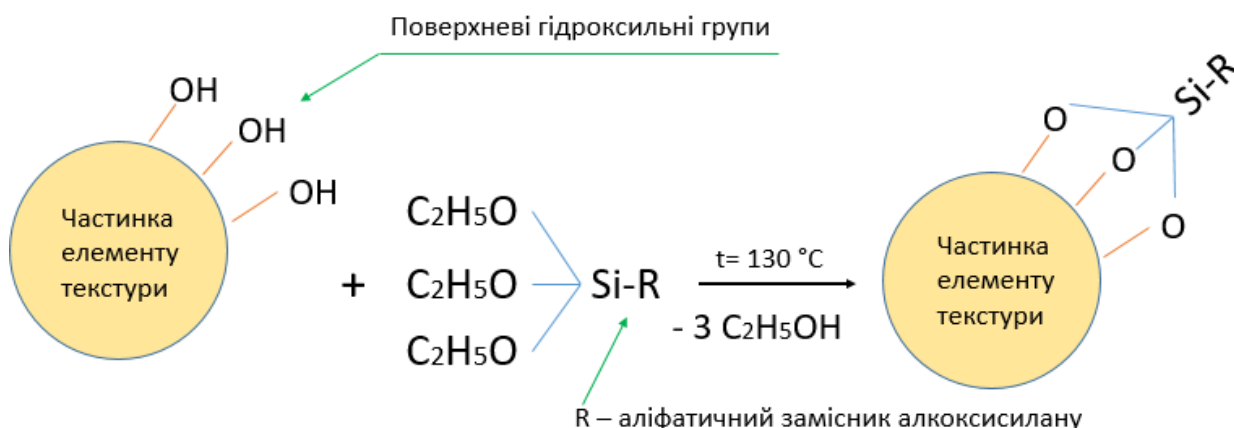 Поверхневі гідроксильні групи
OH
OH
OH
Частинка
елементу
текстури
+
C₂H₅O
C₂H₅O
C₂H₅O
Si-R
t= 130 °C
- 3 C₂H₅OH
R – аліфатичний замісник алкоксисилану
Si-R
O
O
O
Частинка
елементу
текстури